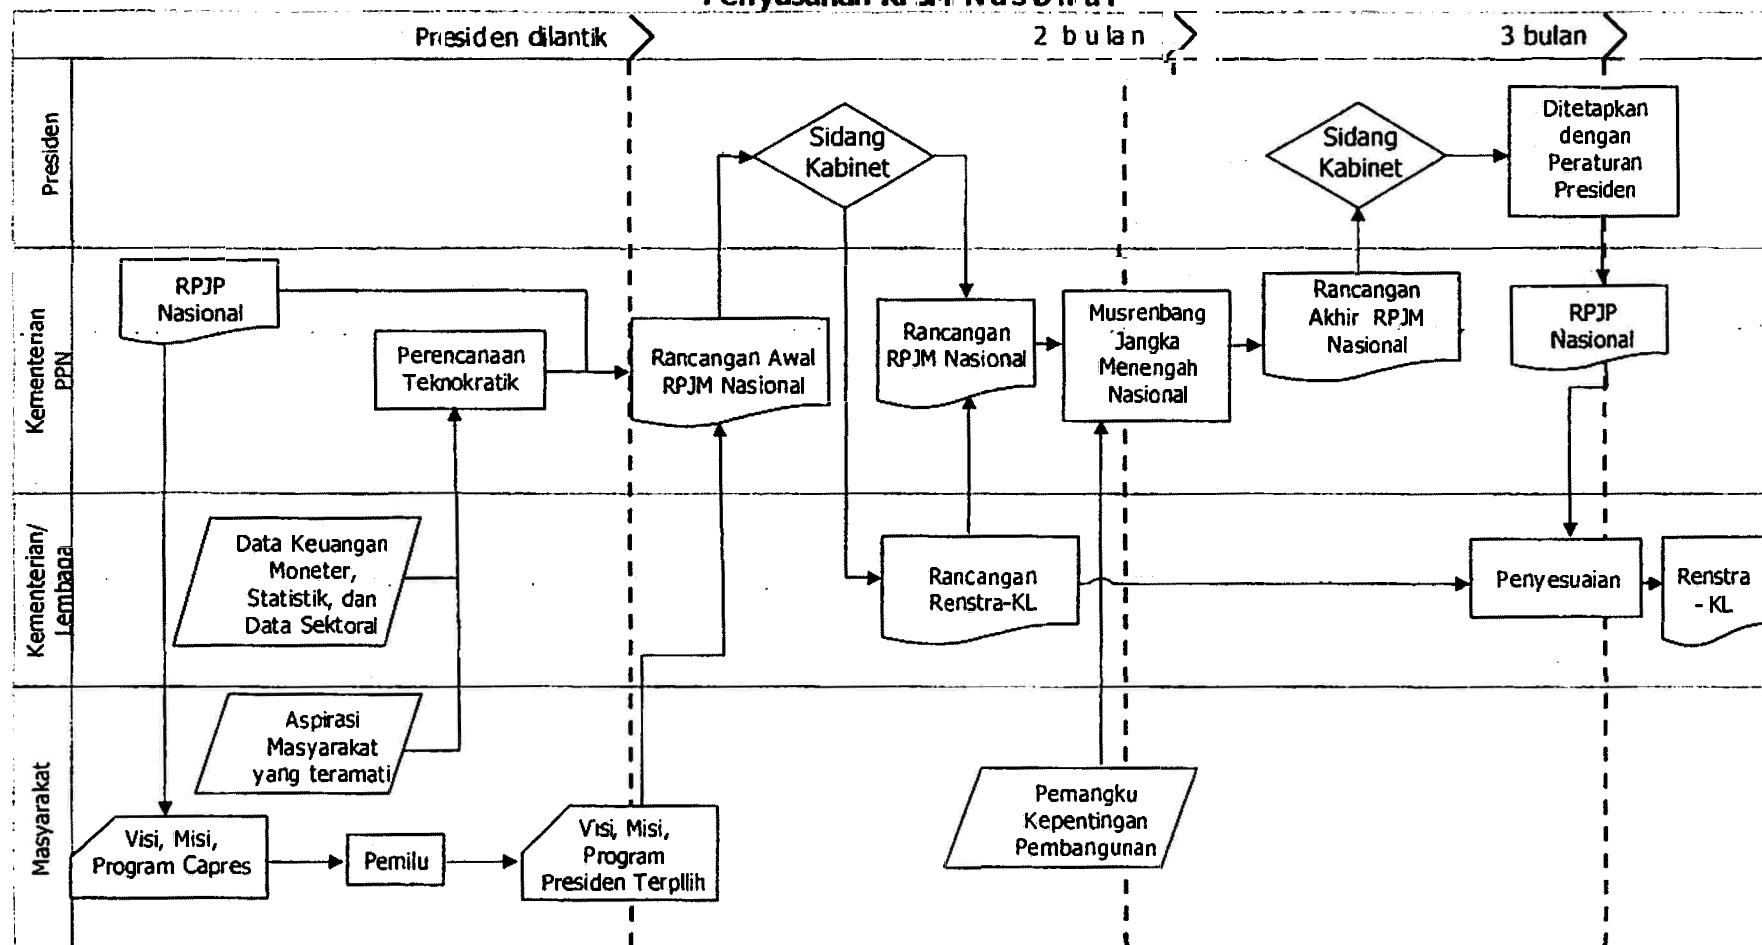 Penyusunan RPJM
Presiden dilantik
2 bulan
3 bulan
Presiden
Sidang
Kabinet
Sidang
Kabinet
Ditetapkan
dengan
Peraturan
Presiden
Kementerian
PPN
RPJP
Nasional
Perencanaan
Teknokratik
Rancangan Awal
RPJM Nasional
Rancangan
RPJM Nasional
Musrenbang
Jangka
Menengah
Nasional
Rancangan
Akhir RPJM
Nasional
RPJP
Nasional
Kementerian/
Lembaga
Data Keuangan
Moneter,
Statistik, dan
Data Sektoral
Rancangan
Renstra-KL
Penyesuaian
Renstra
- KL
Masyarakat
Aspirasi
Masyarakat
yang teramati
Visi, Misi,
Program Capres
Pemilu
Visi, Misi,
Program
Presiden Terpilih
Pemangku
Kepentingan
Pembangunan